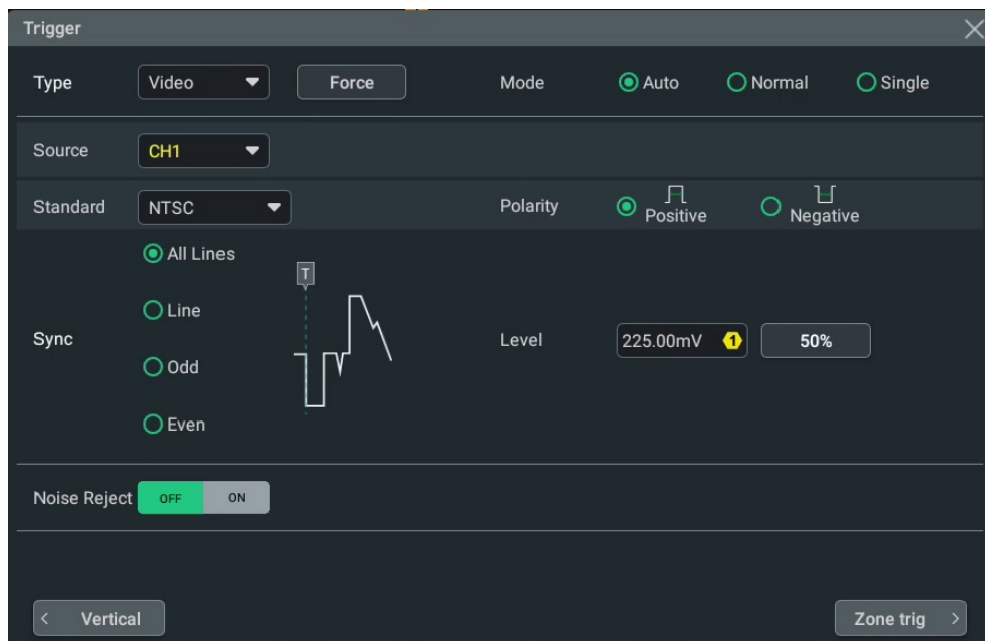 Trigger
Type Video Force Mode Auto Normal Single
Source CH1
Standard NTSC Polarity Positive Negative
All Lines
T
Line
Sync Level 225.00mV 1 50%
Odd
Even
Noise Reject OFF ON
< Vertical Zone trig >